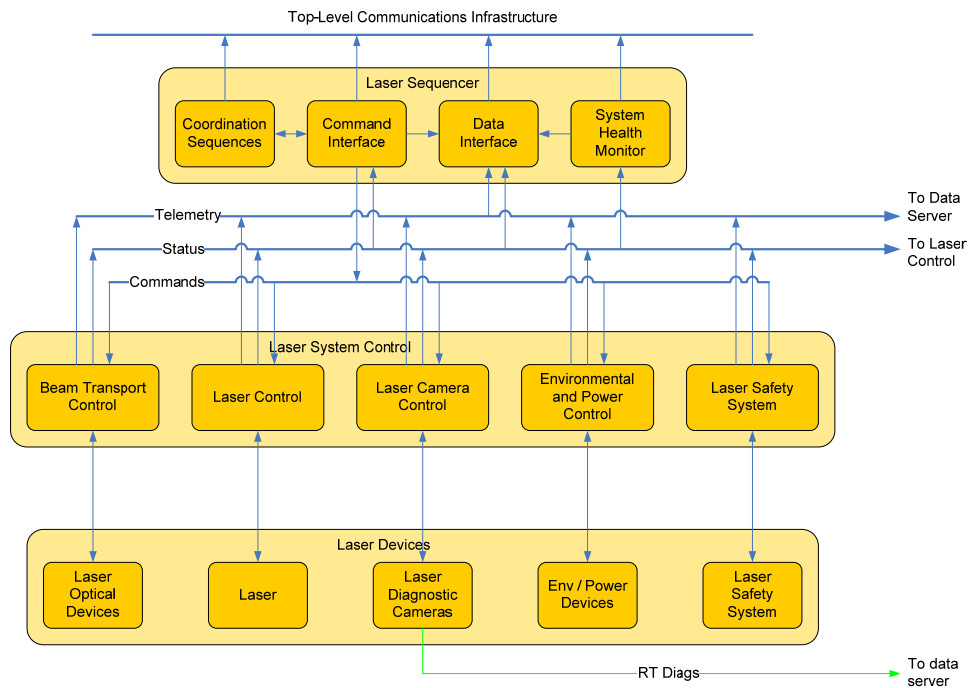 Top-Level Communications Infrastructure
Laser Sequencer
Coordination
Sequences
Command
Interface
Data
Interface
System
Health
Monitor
Telemetry
To Data
Server
Status
To Laser
Control
Commands
Laser System Control
Beam Transport
Control
Laser Control
Laser Camera
Control
Environmental
and Power
Control
Laser Safety
System
Laser Devices
Laser
Optical
Devices
Laser
Laser
Diagnostic
Cameras
Env / Power
Devices
Laser
Safety
System
RT Diags
To data
server